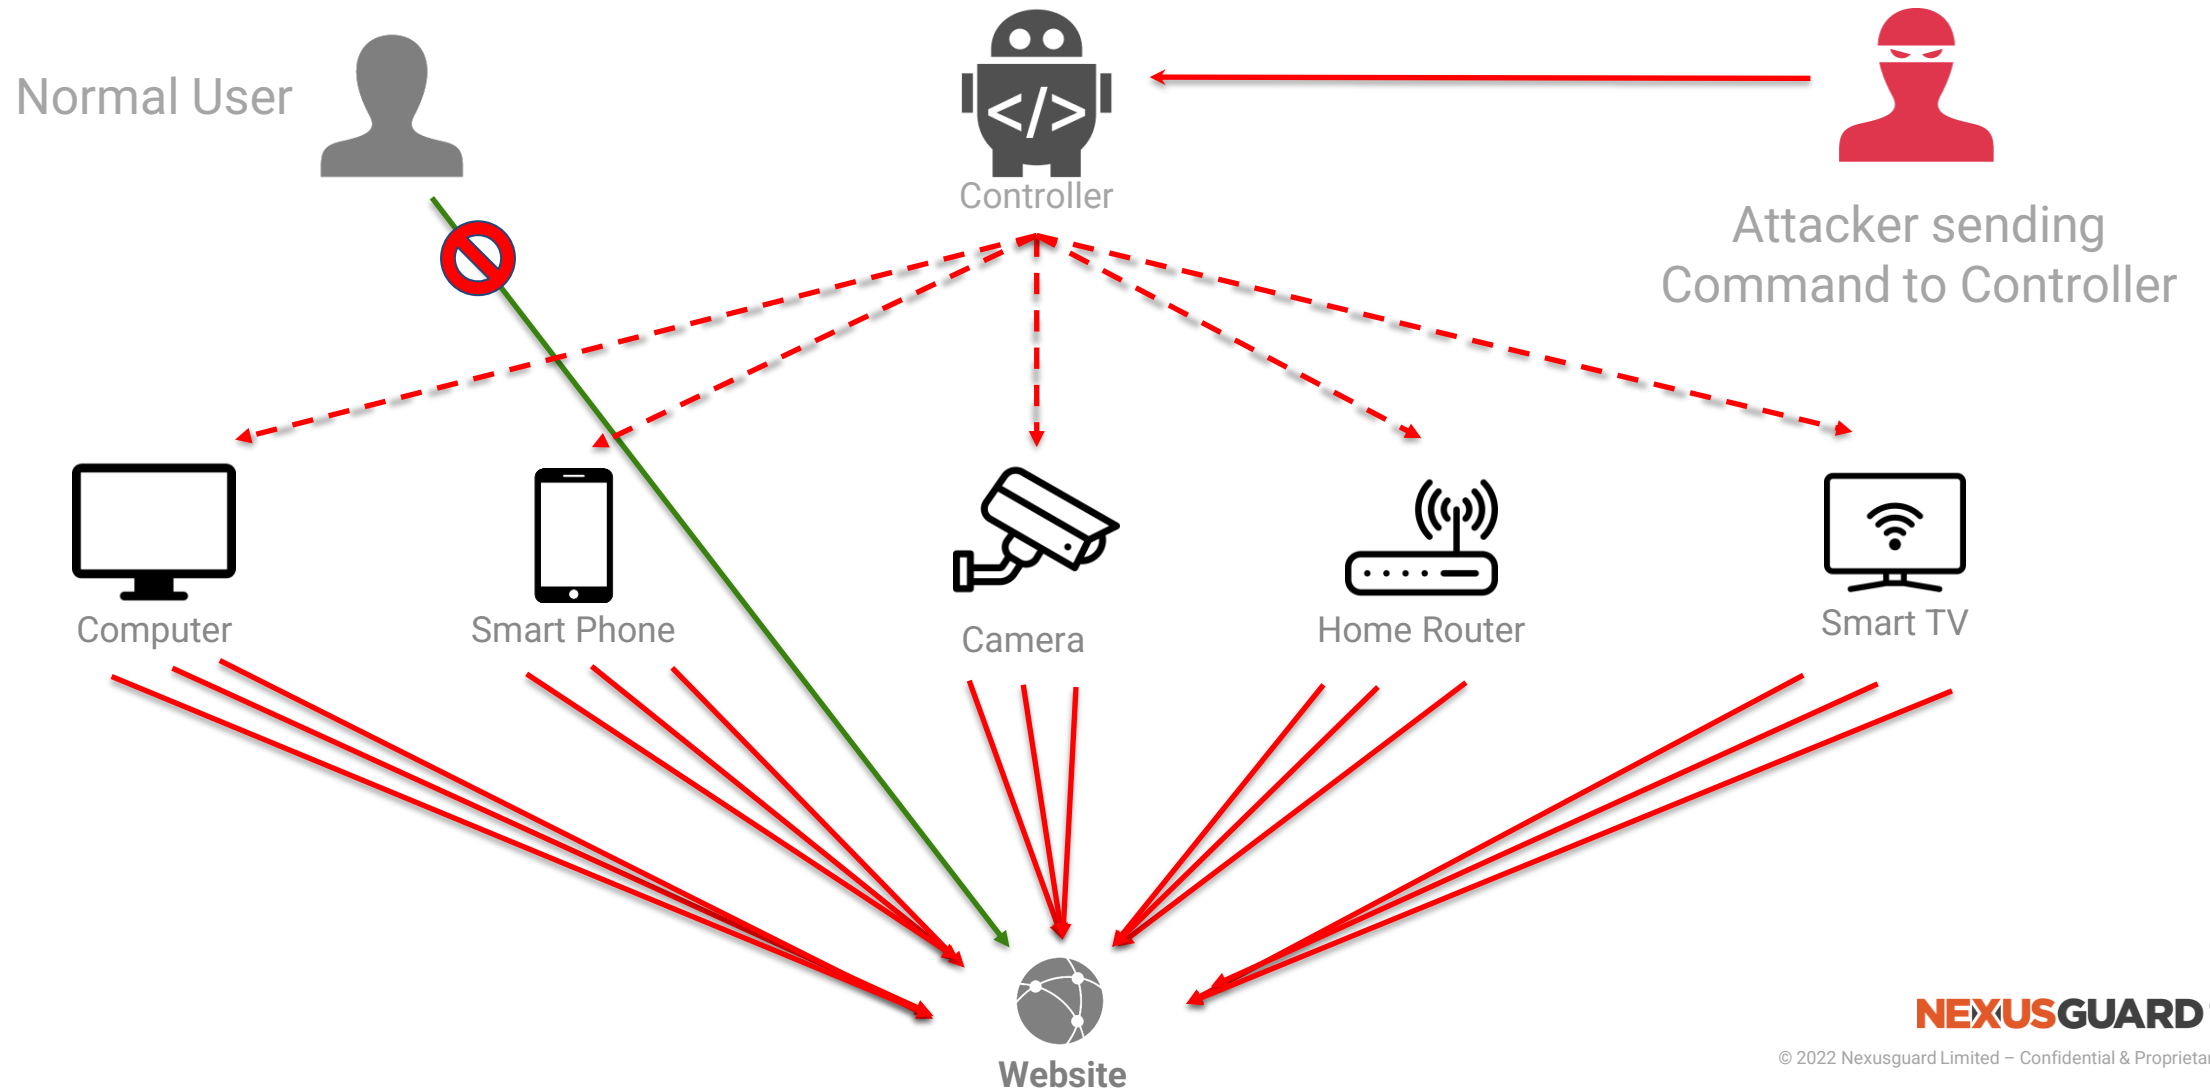 Normal User
</>
Controller
Attacker sending
Command to Controller
Computer
Smart Phone
Camera
Home Router
Smart TV
Website
NEXUSGUARD
© 2022 Nexusguard Limited – Confidential &